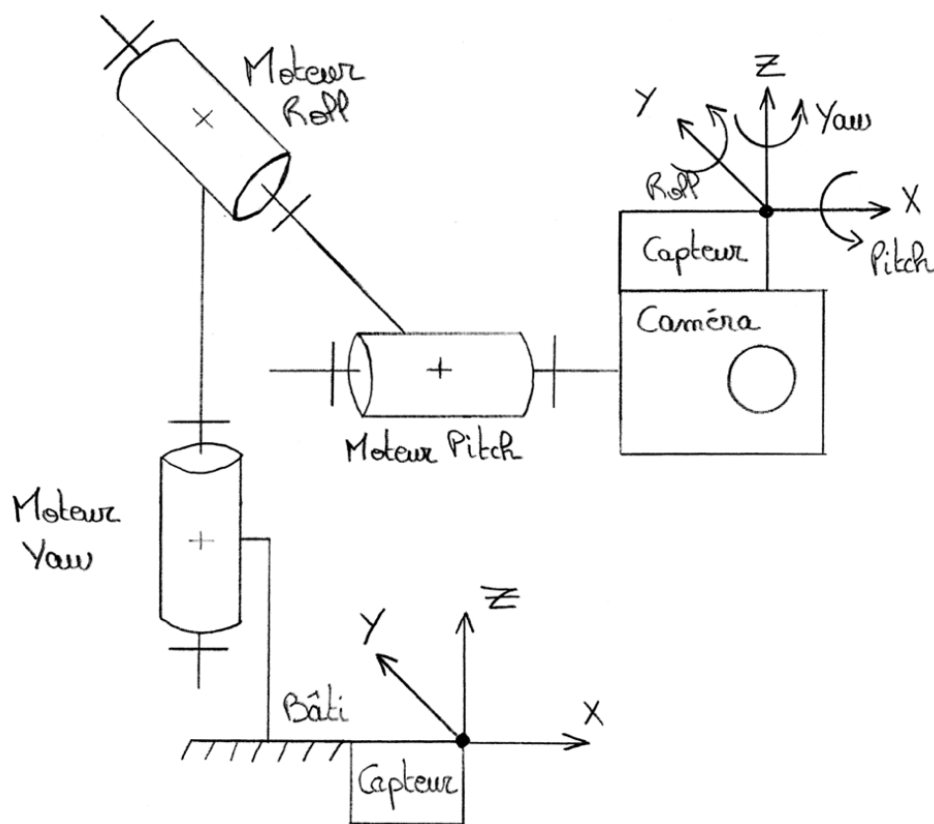 Moteur
Roll
Z
Y
Yaw
Roll
X
Pitch
Capteur
Caméra
Moteur Pitch
Moteur
Yaw
Z
Y
X
Bâti
Capteur